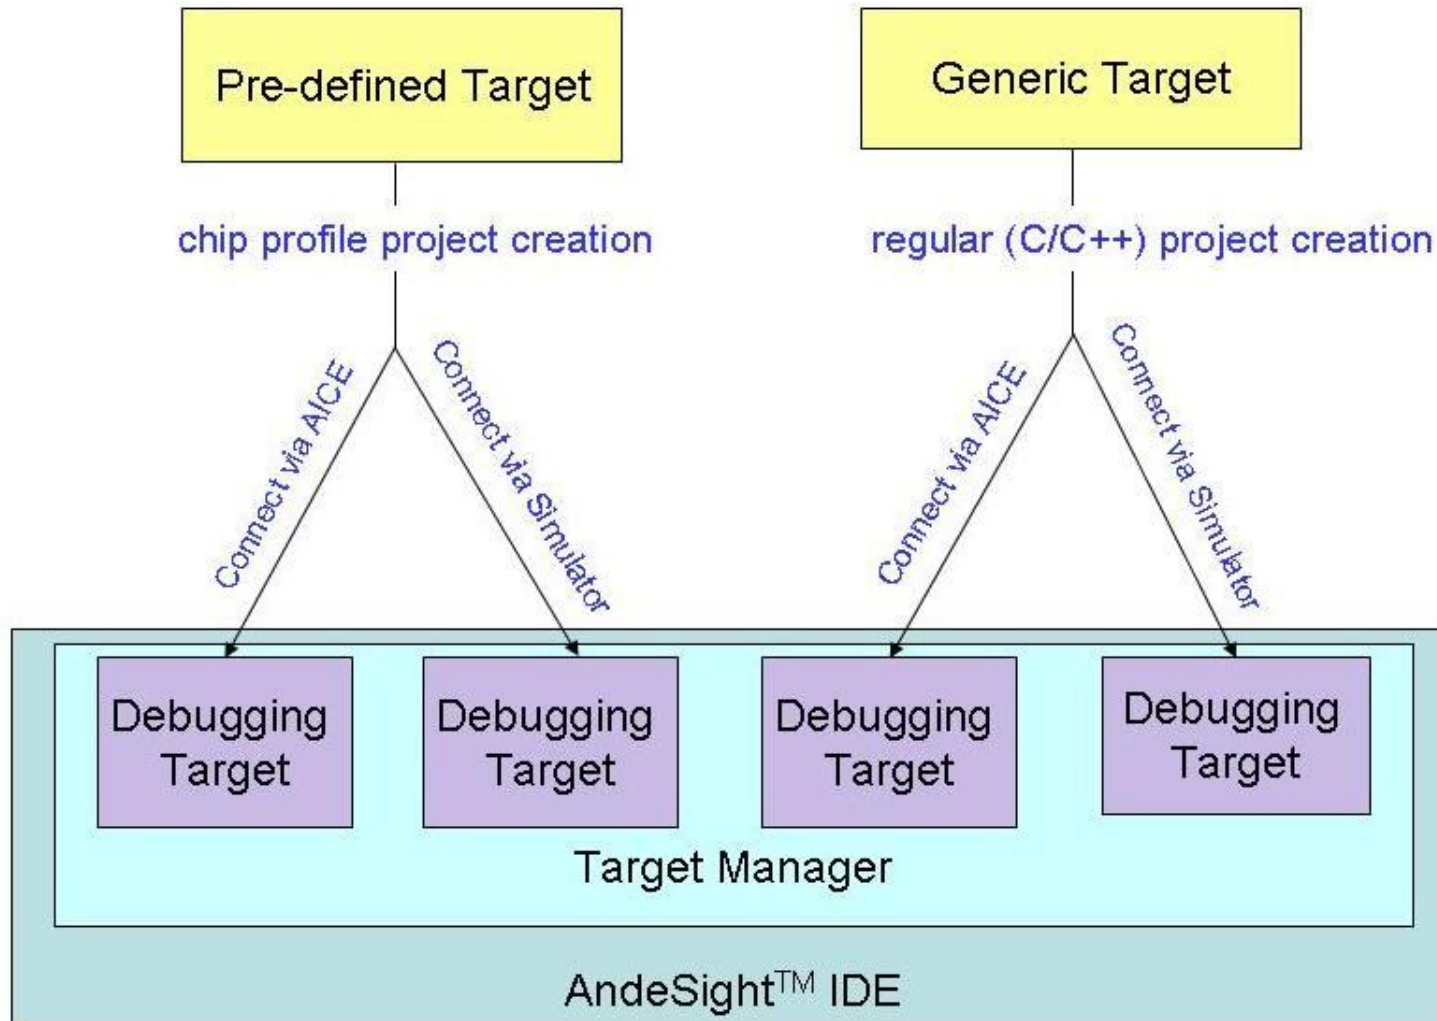 Pre-defined Target
Generic Target
chip profile project creation
regular (C/C++) project creation
Connect via AICE
Connect via Simulator
Connect via AICE
Connect via Simulator
Debugging
Target
Debugging
Target
Debugging
Target
Debugging
Target
Target Manager
AndeSight™ IDE